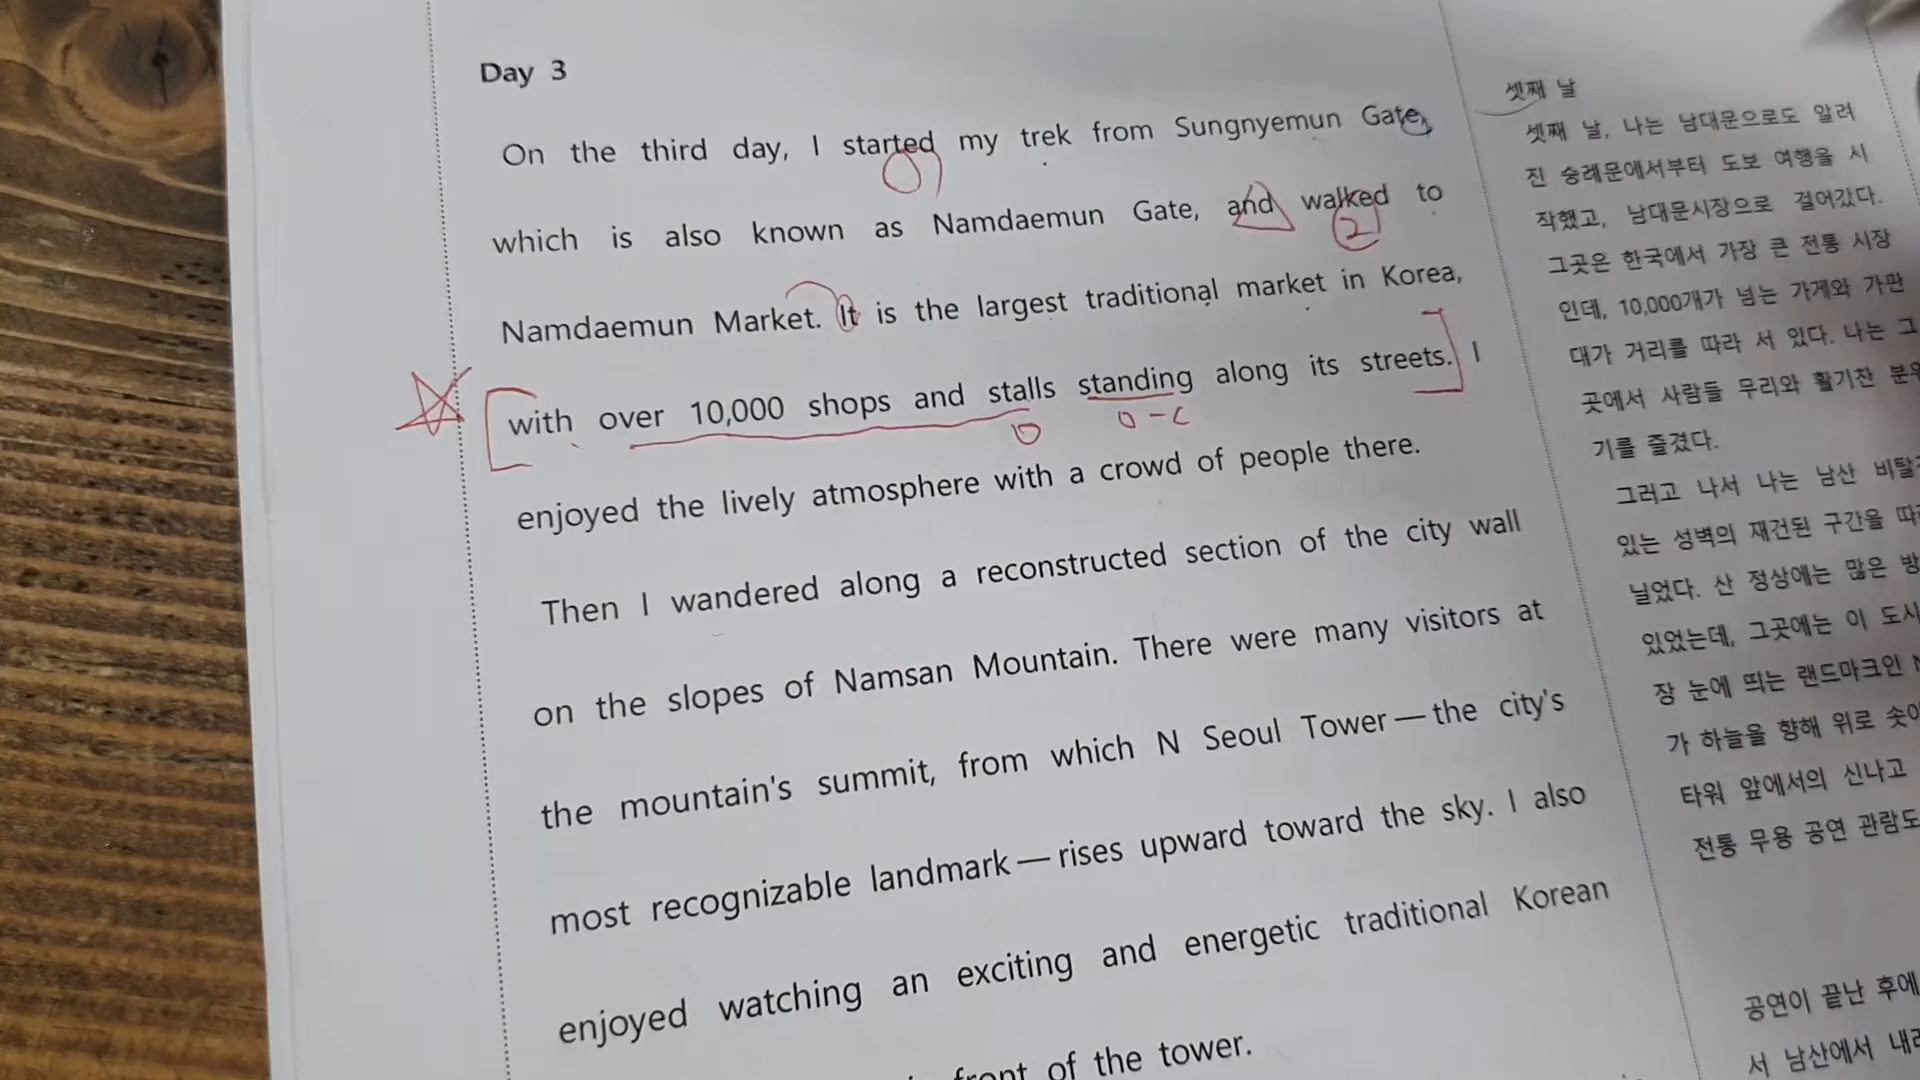 Day 3
On the third day, I started my trek from Sungnyemun Gate,
which is also known as Namdaemun Gate, and walked to
Namdaemun Market. It is the largest traditional market in Korea,
with over 10,000 shops and stalls standing along its streets. I
enjoyed the lively atmosphere with a crowd of people there.
Then I wandered along a reconstructed section of the city wall
on the slopes of Namsan Mountain. There were many visitors at
the mountain's summit, from which N Seoul Tower — the city's
most recognizable landmark — rises upward toward the sky. I also
enjoyed watching an exciting and energetic traditional Korean
front of the tower.
2
O
O-C
셋째 날
셋째 날, 나는 남대문으로도 알려
진 숭례문에서부터 도보 여행을 시
작했고, 남대문시장으로 걸어갔다.
그곳은 한국에서 가장 큰 전통 시장
인데, 10,000개가 넘는 가게와 가판
대가 거리를 따라 서 있다. 나는 그
곳에서 사람들 무리와 활기찬 분위
기를 즐겼다.
그러고 나서 나는 남산 비탈
있는 성벽의 재건된 구간을 따
닐었다. 산 정상에는 많은 방
있었는데, 그곳에는 이 도시
장 눈에 띄는 랜드마크인 N
가 하늘을 향해 위로 솟아
타워 앞에서의 신나고
전통 무용 공연 관람도
공연이 끝난 후에
서 남산에서 내려